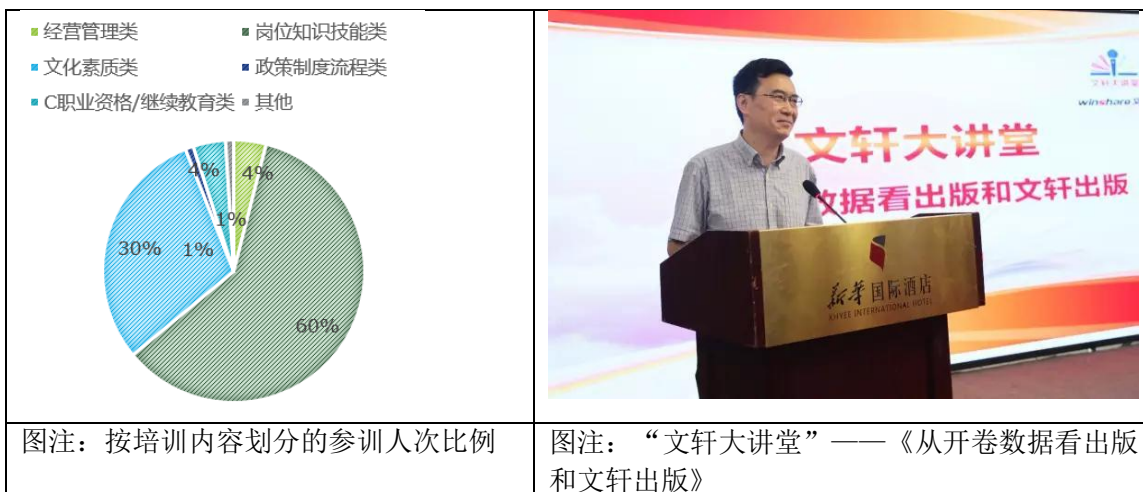 经营管理类
岗位知识技能类
文化素质类
政策制度流程类
C职业资格/继续教育类
其他
4%
4%
1%
30%
1%
60%
文轩大讲堂
winshare
文轩大讲堂
数据看出版和文轩出版
新华国际酒店
XHYEE INTERNATIONAL HOTEL
图注：按培训内容划分的参训人次比例
图注：“文轩大讲堂”——《从开卷数据看出版
和文轩出版》